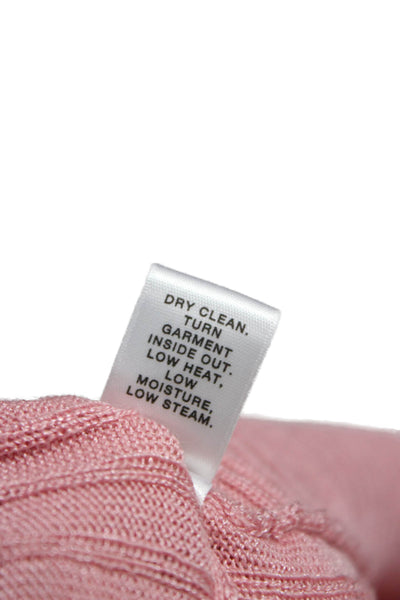 DRY CLEAN.
TURN
GARMENT
INSIDE OUT.
LOW HEAT,
LOW
MOISTURE,
LOW STEAM.